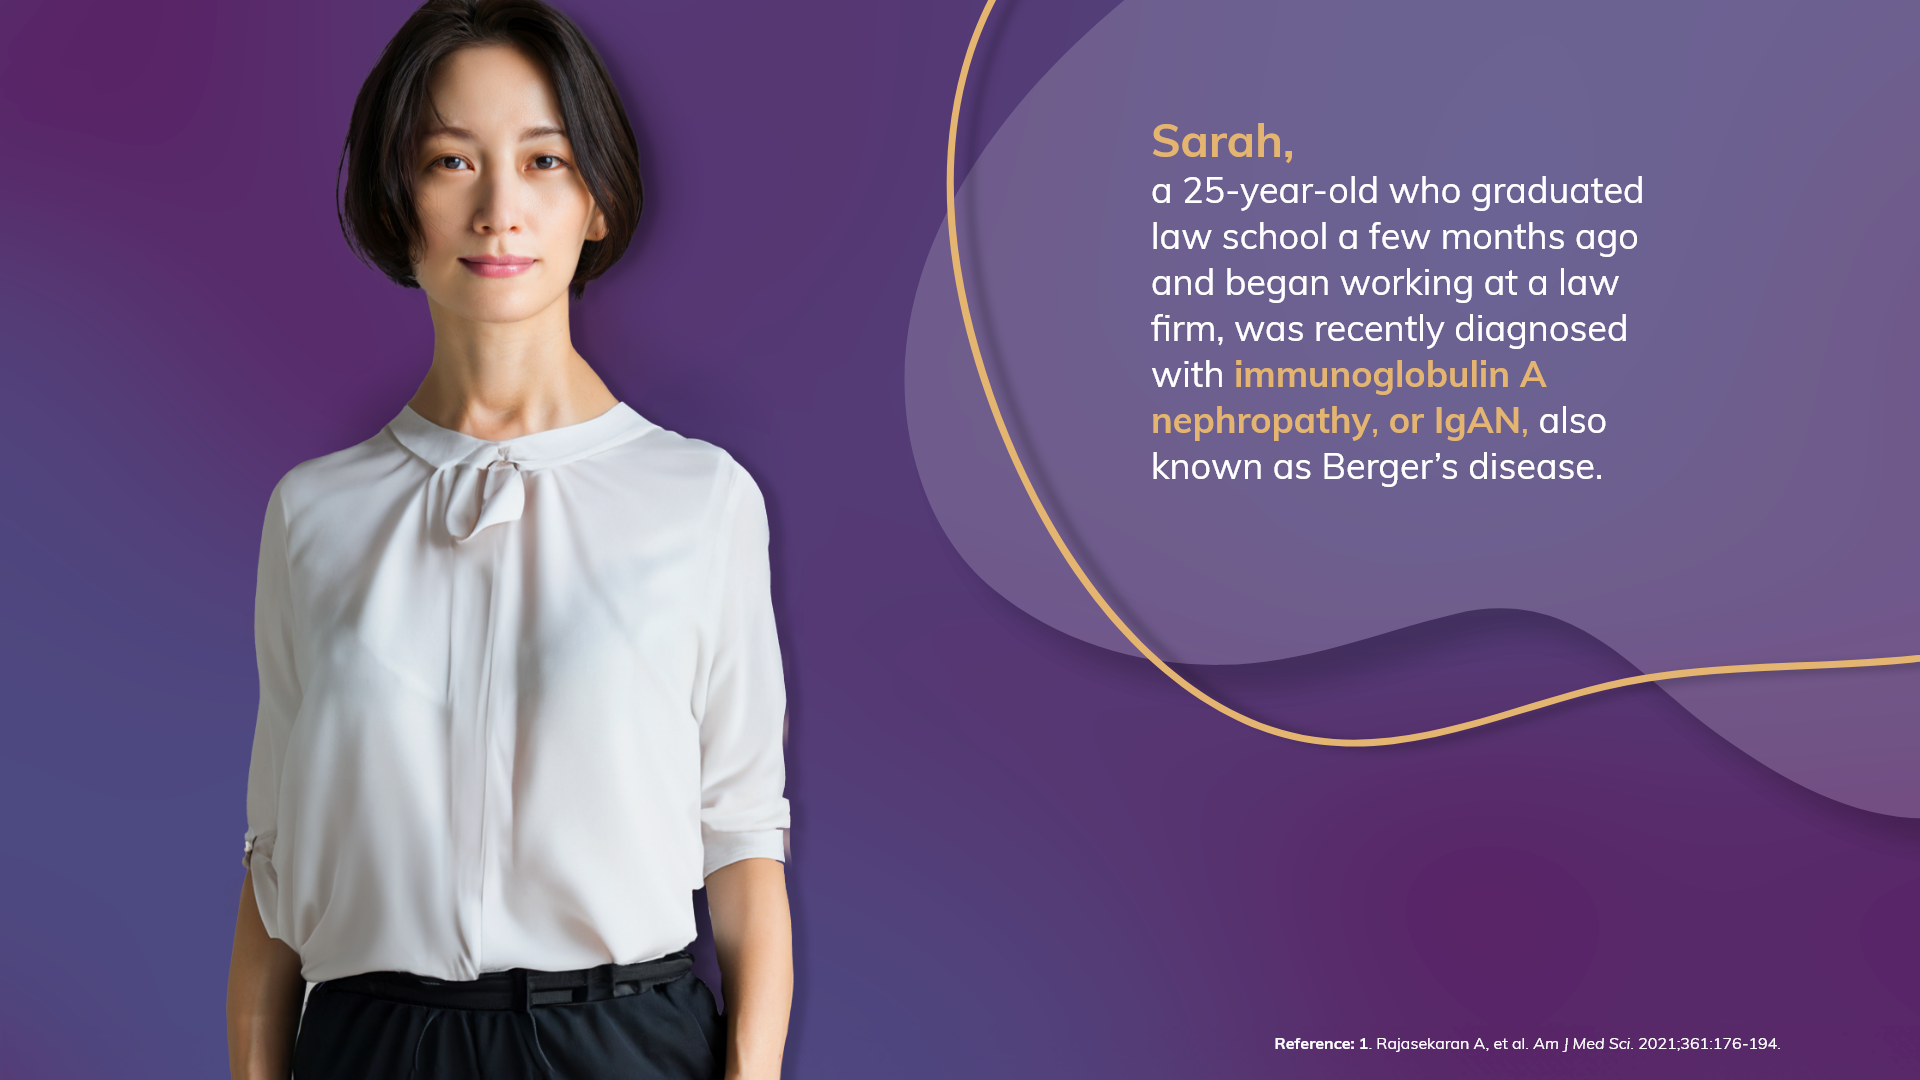 Sarah,
a 25-year-old who graduated
law school a few months ago
and began working at a law
firm, was recently diagnosed
with immunoglobulin A
nephropathy, or IgAN, also
known as Berger’s disease.
Reference: 1. Rajasekaran A, et al. Am J Med Sci. 2021;361:176-194.